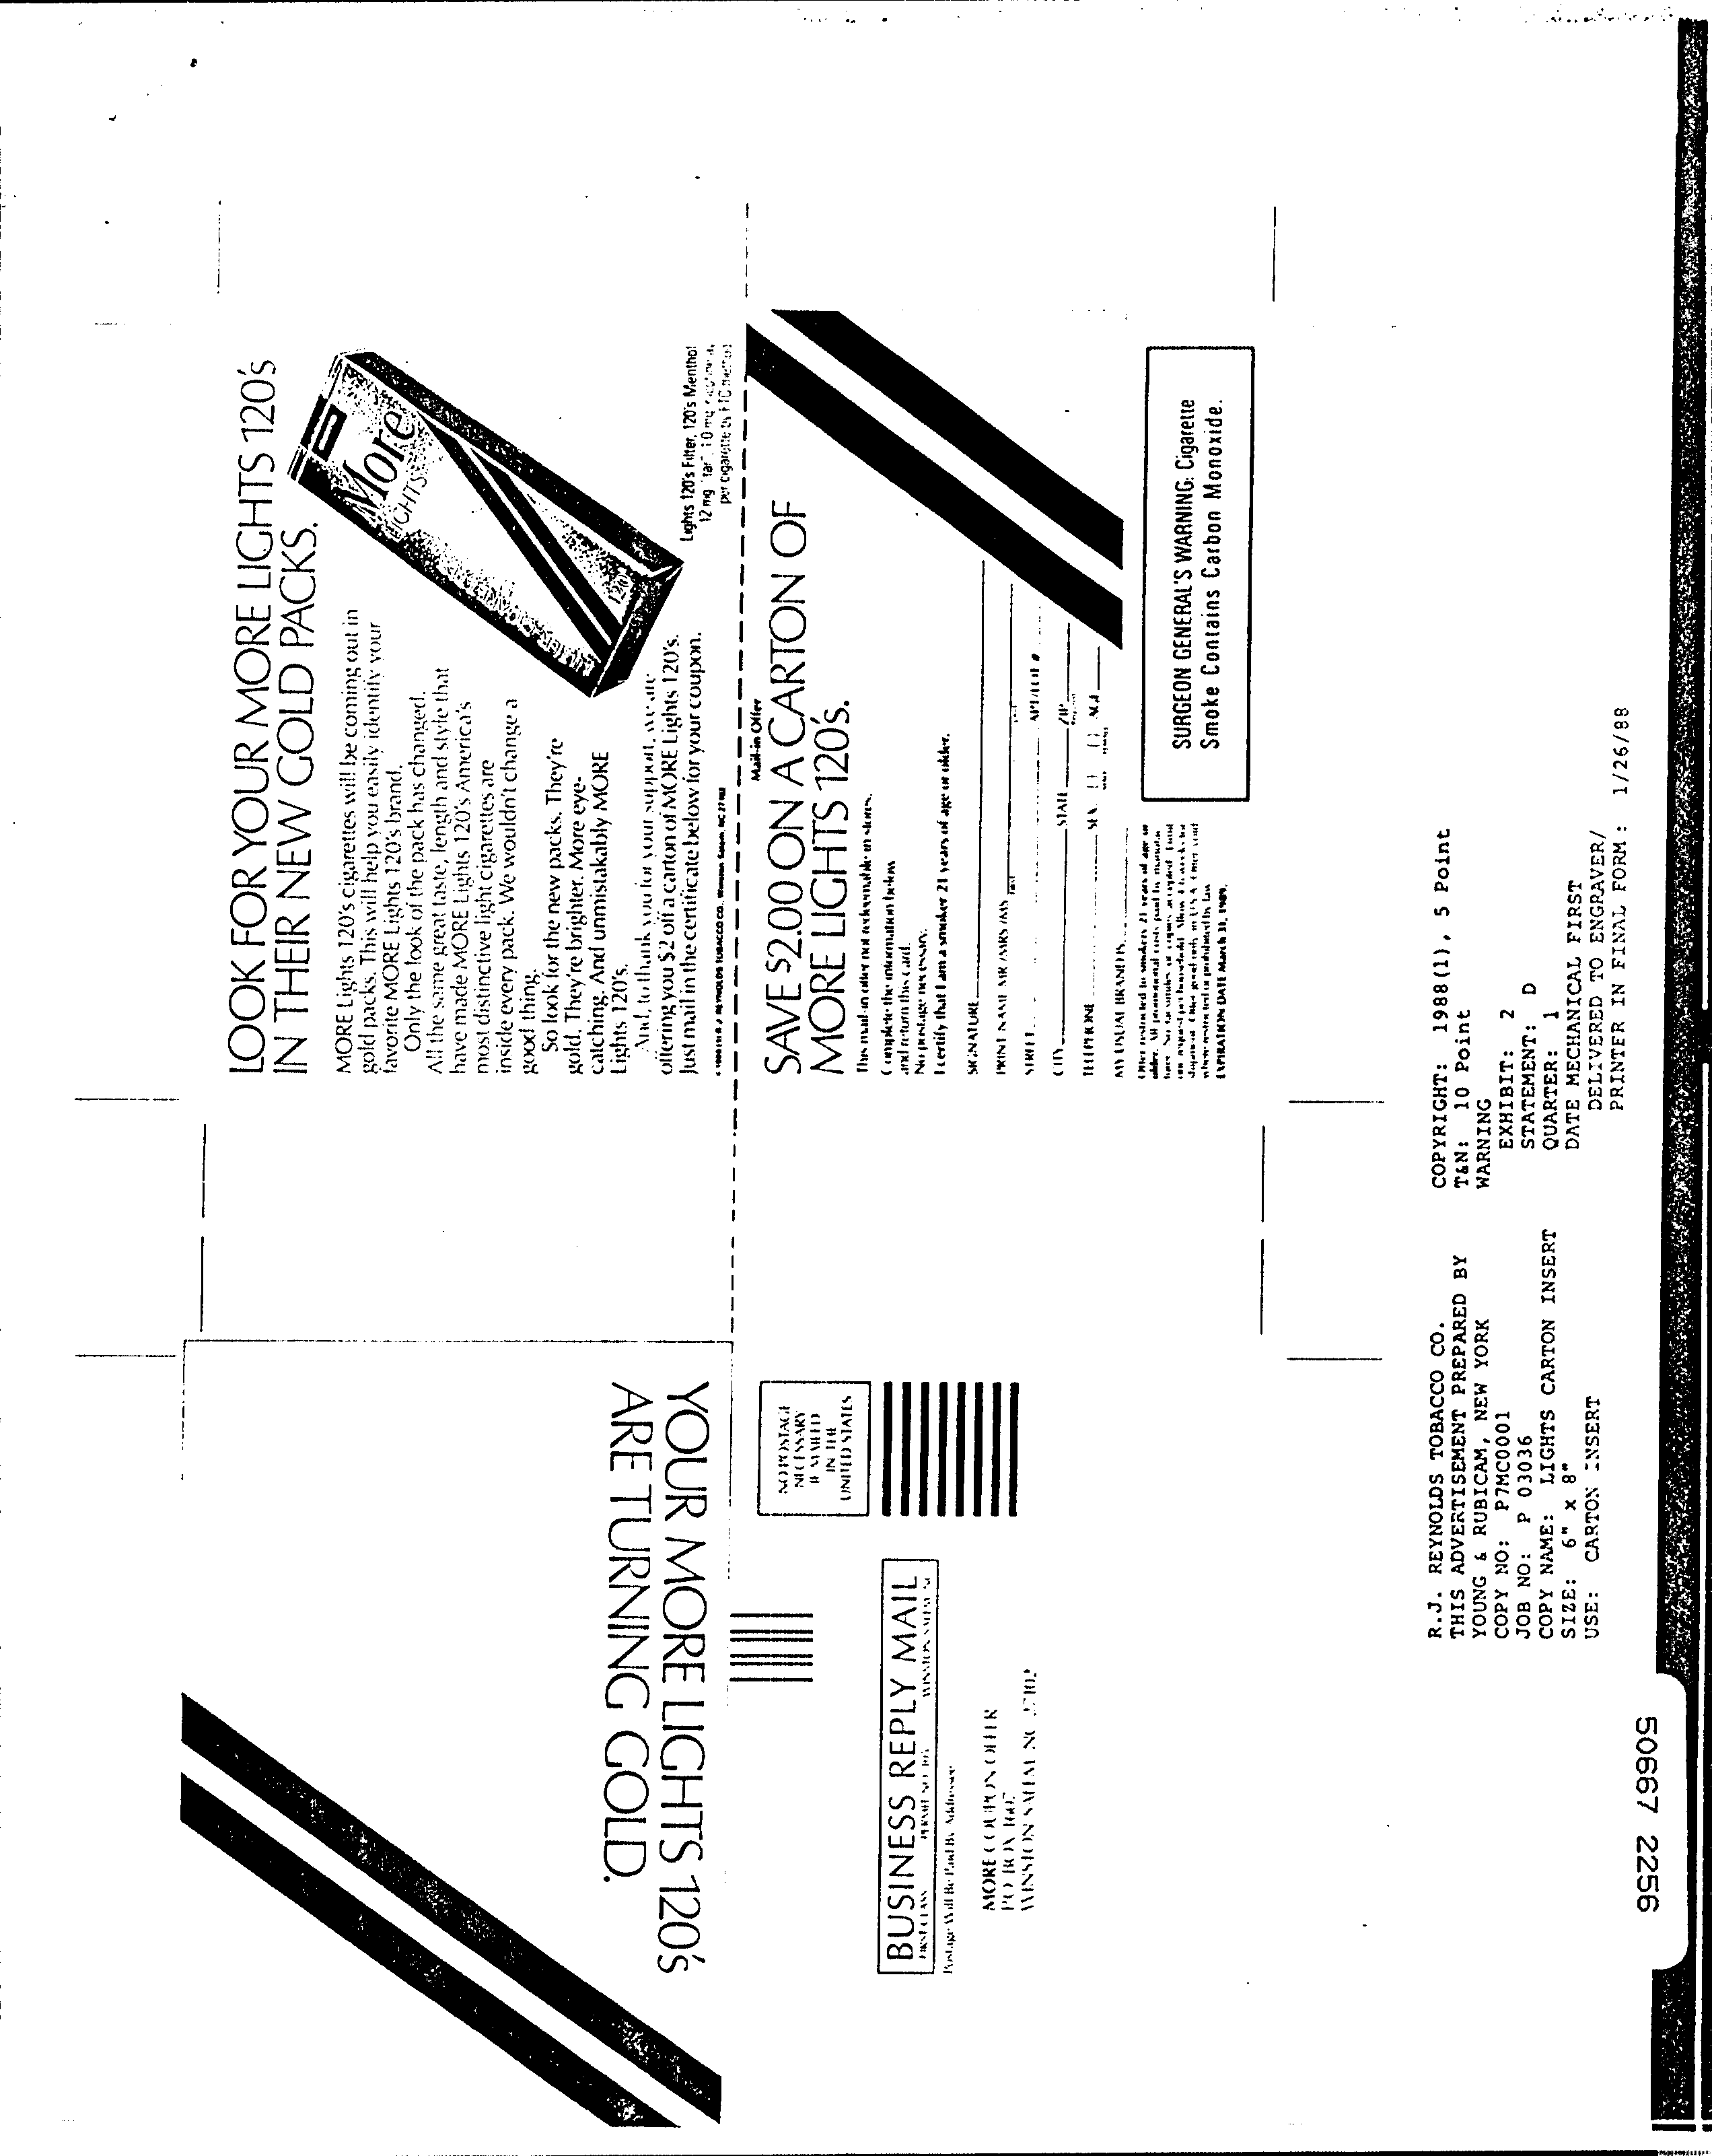 YOUR MORE LIGHTS 120's
ARE TURNING GOLD.
NO POSTAGE
NECESSARY
IF MAILED
IN THE
UNITED STATES
BUSINESS REPLY MAIL
FIRST CLASS PERMIT NO. WINSTON-SALEM, NC
Postage Will Be Paid By Addressee
MORE COUPON OFFER
PO BOX
WINSTON-SALEM, NC 27102
LOOK FOR YOUR MORE LIGHTS 120's
IN THEIR NEW GOLD PACKS.
MORE Lights 120's cigarettes will be coming out in
gold packs. This will help you easily identify your
favorite MORE Lights 120's brand.
Only the look of the pack has changed.
All the same great taste, length and style that
have made MORE Lights 120's America's
most distinctive light cigarettes are
inside every pack. We wouldn't change a
good thing.
So look for the new packs. They're
gold. They're brighter. More eye-
catching. And unmistakably MORE
Lights 120's.
And, to thank you for your support, we are
offering you $2 off a carton of MORE Lights 120's.
Just mail in the certificate below for your coupon.
More
LIGHTS
120s
Lights 120's Filter, 120's Menthol
12 mg. "tar", 1.0 mg. nicotine av.
per cigarette by FTC method
R.J. REYNOLDS TOBACCO CO.
Mail-in Offer
SAVE $2.00 ON A CARTON OF
MORE LIGHTS 120's.
This mail-in offer not redeemable in stores.
Complete the information below
and return this card.
No postage necessary.
I certify that I am a smoker 21 years of age or older.
SIGNATURE
PRINT NAME MR./MRS./MS.
STREET APT/LOT #
CITY STATE ZIP
TELEPHONE SEX AGE
MY USUAL BRAND IS
Offer restricted to smokers 21 years of age or
EXPIRATION DATE March 31, 1989.
SURGEON GENERAL'S WARNING: Cigarette
Smoke Contains Carbon Monoxide.
R.J. REYNOLDS TOBACCO CO.
THIS ADVERTISEMENT PREPARED BY
YOUNG & RUBICAM, NEW YORK
COPY NO: P7MC0001
JOB NO: P 03036
COPY NAME: LIGHTS CARTON INSERT
SIZE: 6" x 8"
USE: CARTON INSERT
COPYRIGHT: 1988(1), 5 Point
T&N: 10 Point
WARNING
EXHIBIT: 2
STATEMENT: D
QUARTER: 1
DATE MECHANICAL FIRST
DELIVERED TO ENGRAVER/
PRINTER IN FINAL FORM: 1/26/88
50667 2256